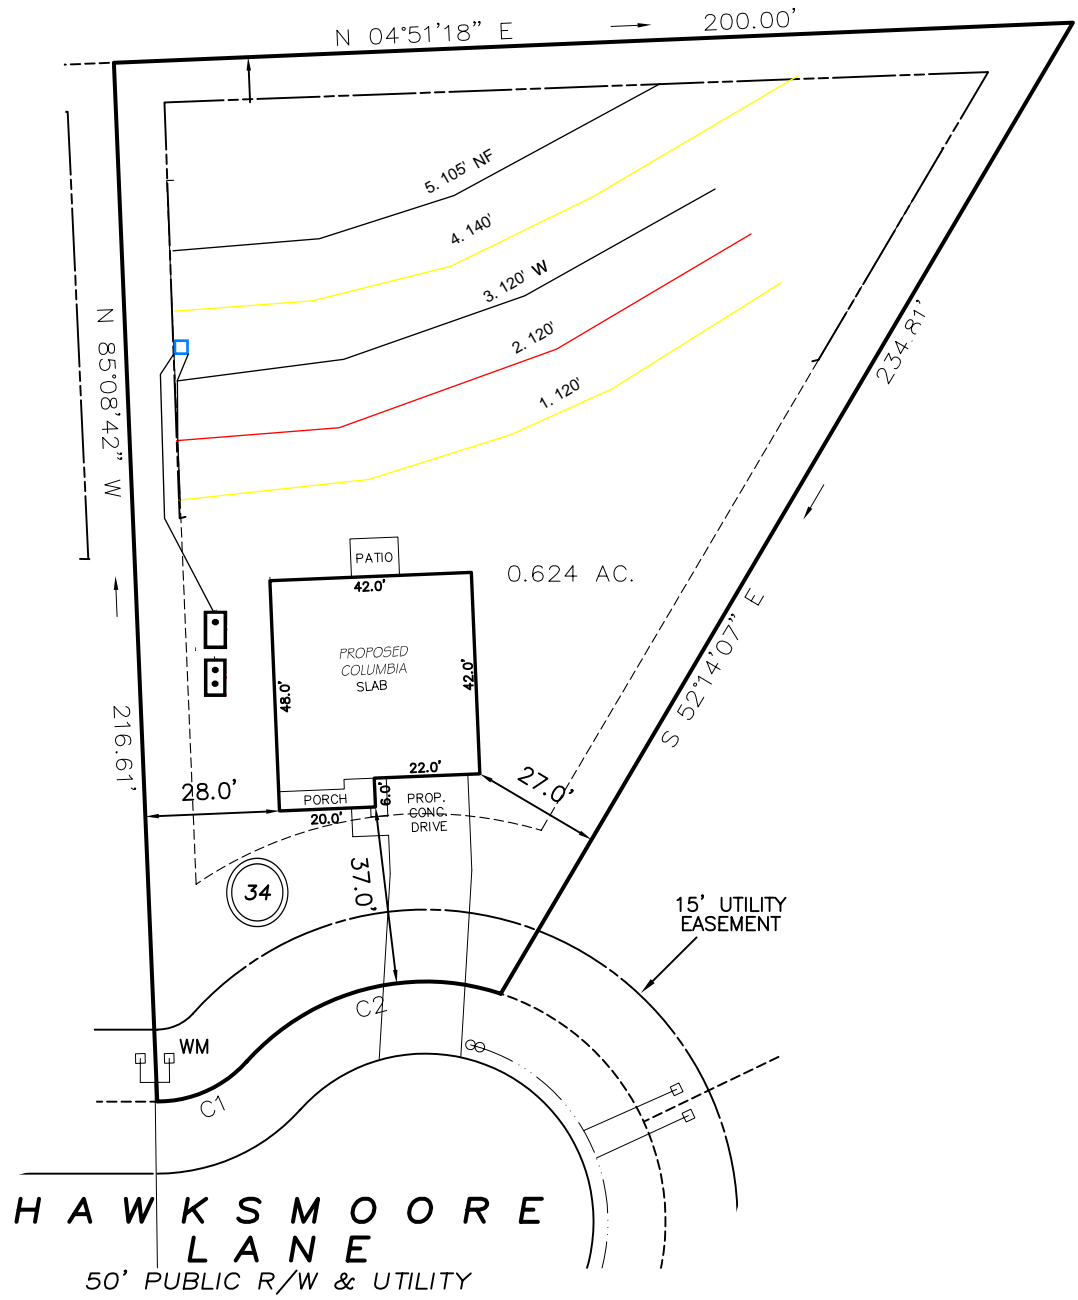 N 04°51'18" E
200.00'
5. 105' NF
4. 140'
3. 120' W
2. 120'
1. 120'
N 85°08'42" W
216.61'
234.81'
S 52°14'07" E
0.624 AC.
PATIO
42.0'
PROPOSED
COLUMBIA
SLAB
48.0'
42.0'
22.0'
6.0'
PORCH
20.0'
PROP.
CONC.
DRIVE
28.0'
27.0'
37.0'
34
15' UTILITY
EASEMENT
C2
WM
C1
HAWKSMOORE
LANE
50' PUBLIC R/W & UTILITY